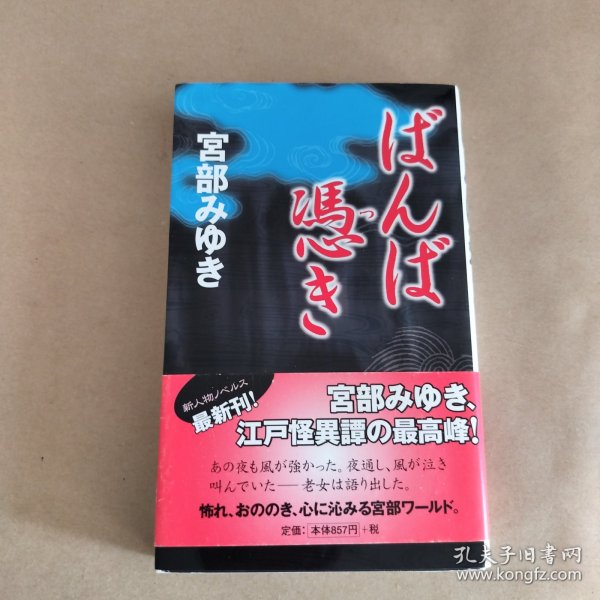 ばんば
憑き
つ
宮部みゆき
新人物ノベルス
最新刊!
宮部みゆき、
江戸怪異譚の最高峰!
あの夜も風が強かった。夜通し、風が泣き
叫んでいた——老女は語り出した。
怖れ、おののき、心に沁みる宮部ワールド。
定価:本体857円+税
孔夫子旧书网
www.kongfz.com